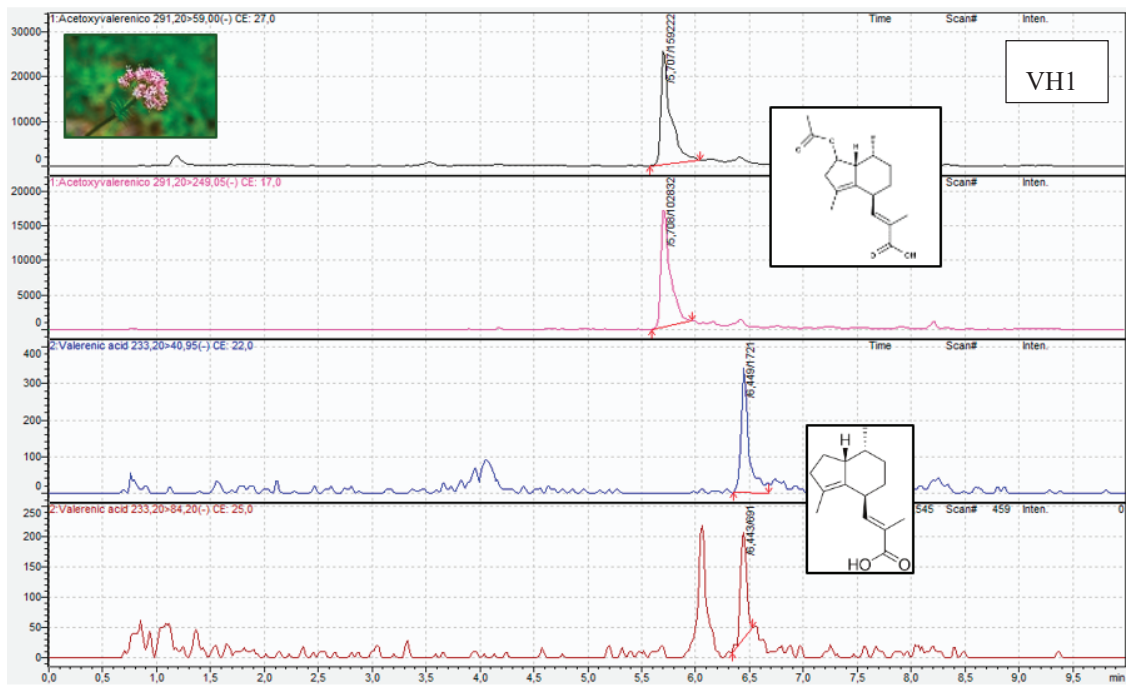 1:Acetoxyvalerenico 291,20>59,00(-) CE: 27,0 Time Scan# Inten.
VH1
30000
20000
10000
0
/5,707/159222
H
O
O
1:Acetoxyvalerenico 291,20>249,05(-) CE: 17,0 Scan# Inten.
20000
15000
10000
5000
0
/5,708/102832
O
OH
2:Valerenic acid 233,20>40,95(-) CE: 22,0 Time Scan# Inten.
400
300
200
100
0
/6,449/1721
H
HO
O
2:Valerenic acid 233,20>84,20(-) CE: 25,0 545 Scan# 459 Inten. 0
250
200
150
100
50
0
/6,443/691
0,0 0,5 1,0 1,5 2,0 2,5 3,0 3,5 4,0 4,5 5,0 5,5 6,0 6,5 7,0 7,5 8,0 8,5 9,0 9,5 min